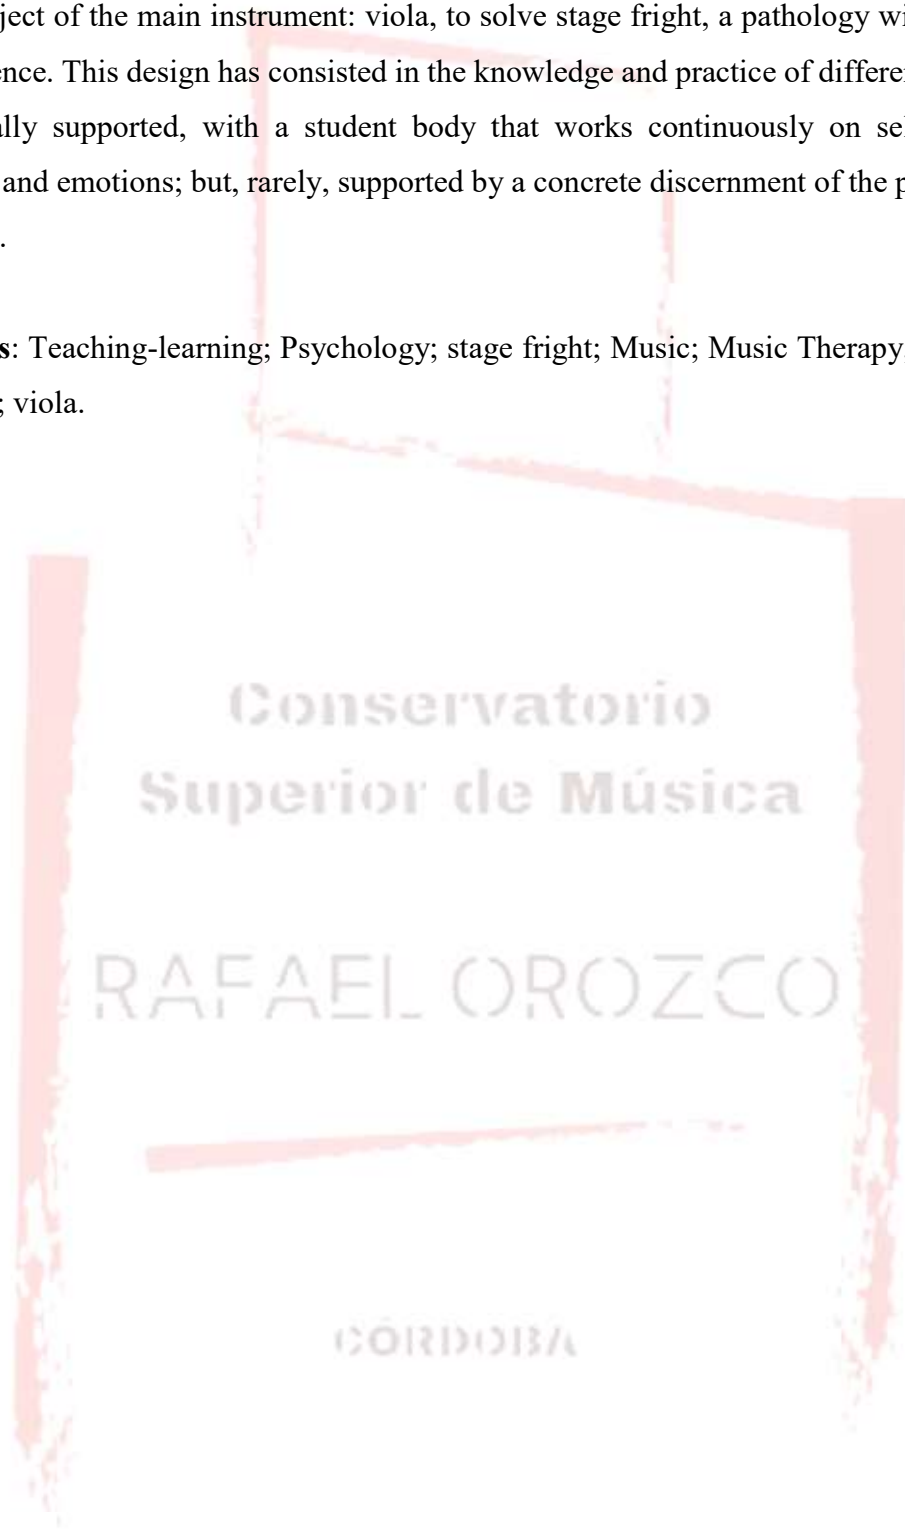 ject of the main instrument: viola, to solve stage fright, a pathology wi
ence. This design has consisted in the knowledge and practice of differe
ally supported, with a student body that works continuously on sel
and emotions; but, rarely, supported by a concrete discernment of the p
.
s: Teaching-learning; Psychology; stage fright; Music; Music Therapy
; viola.
Conservatorio
Superior de Música
RAFAEL OROZCO
CÓRDOBA